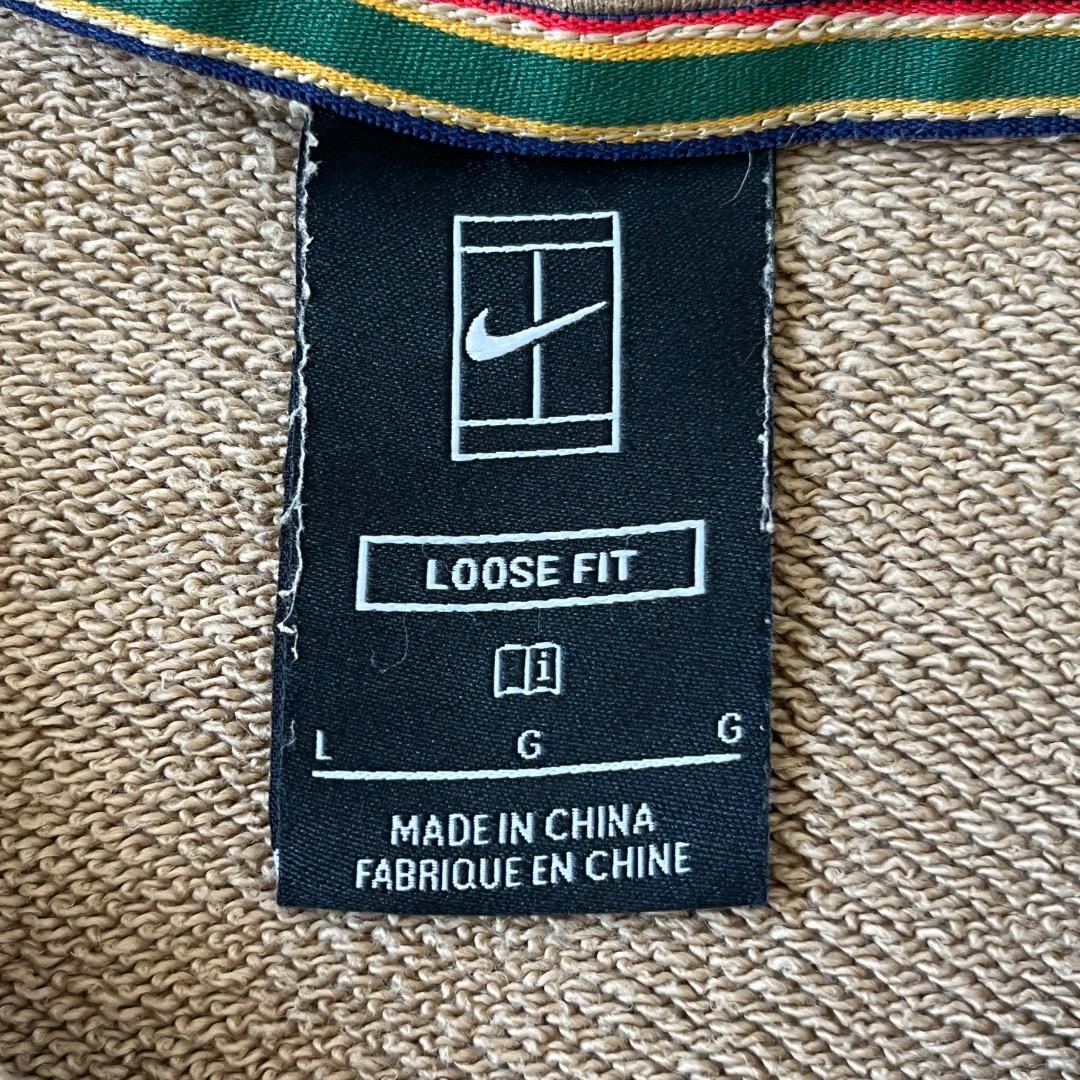 LOOSE FIT
i
L G G
MADE IN CHINA
FABRIQUE EN CHINE